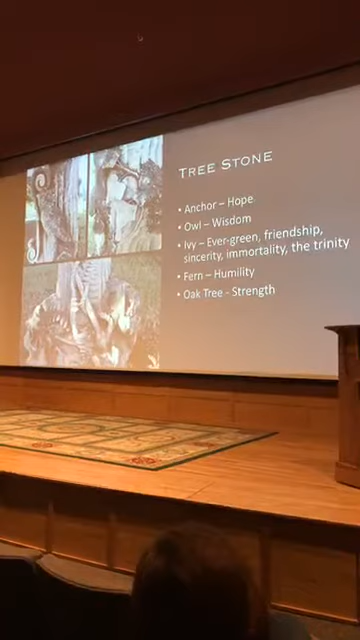 TREE STONE
• Anchor – Hope
• Owl – Wisdom
• Ivy – Ever-green, friendship,
sincerity, immortality, the trinity
• Fern – Humility
• Oak Tree - Strength